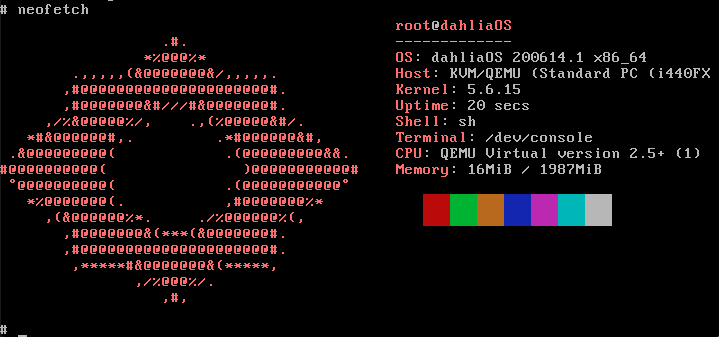 # neofetch
root@dahliaOS
-------------
OS: dahliaOS 200614.1 x86_64
Host: KVM/QEMU (Standard PC (i440FX
Kernel: 5.6.15
Uptime: 20 secs
Shell: sh
Terminal: /dev/console
CPU: QEMU Virtual version 2.5+ (1)
Memory: 16MiB / 1987MiB
#